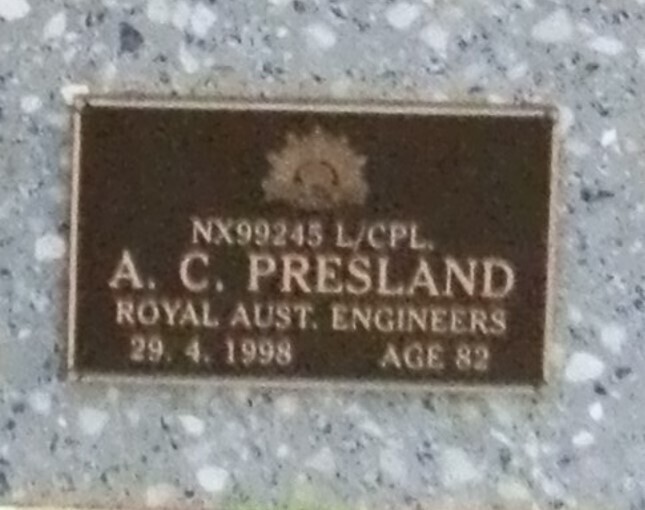 NX99245 L/CPL.
A. C. PRESLAND
ROYAL AUST. ENGINEERS
29. 4. 1998 AGE 82